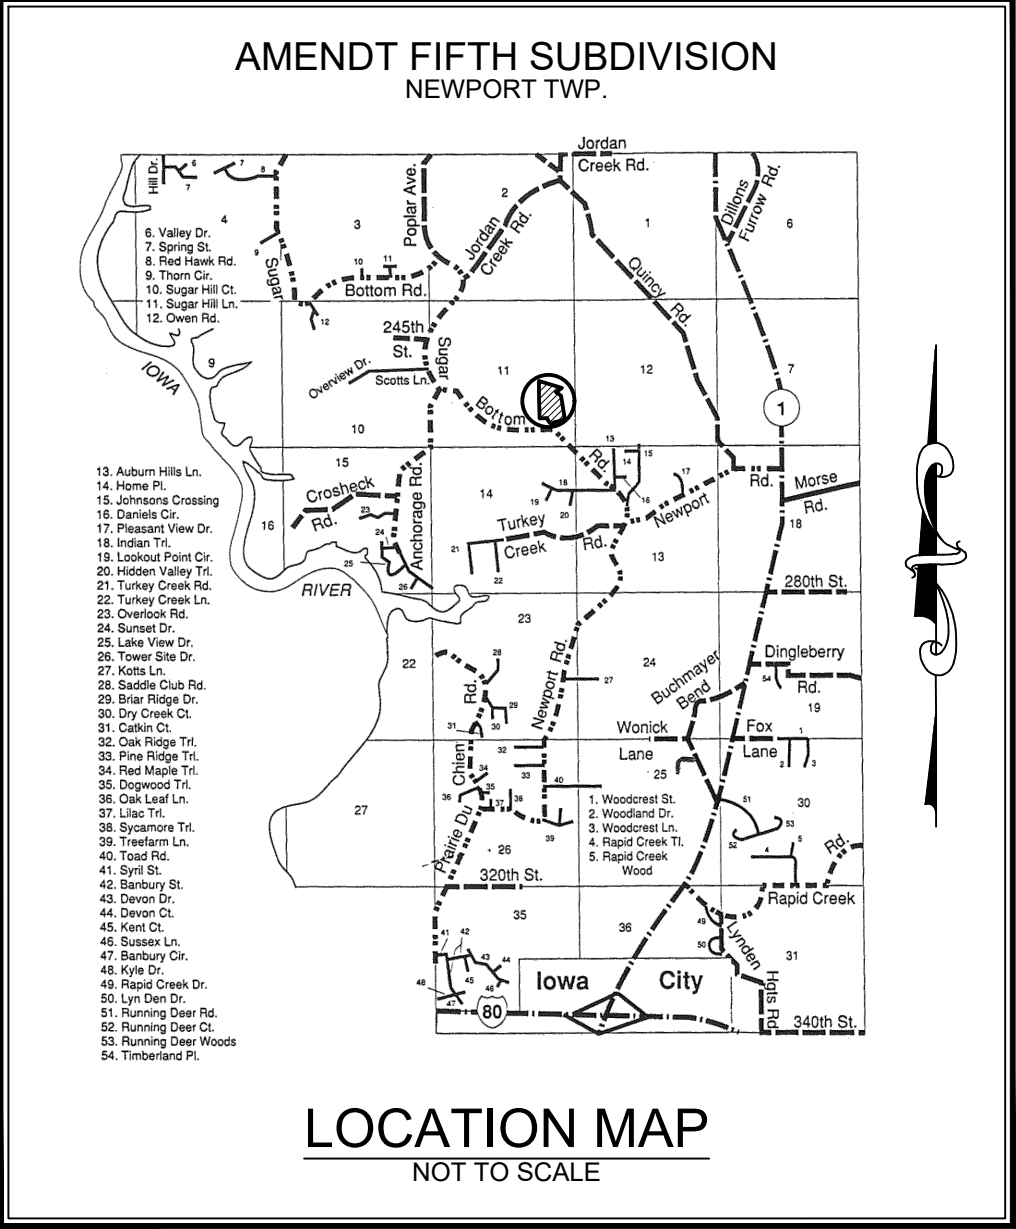 AMENDT FIFTH SUBDIVISION
NEWPORT TWP.
Jordan
Creek Rd.
Hill Dr.
6
7
7
8
4
3
2
1
6
Poplar Ave.
Jordan
Creek Rd.
Dillons
Furrow Rd.
6. Valley Dr.
7. Spring St.
8. Red Hawk Rd.
9. Thorn Cir.
10. Sugar Hill Ct.
11. Sugar Hill Ln.
12. Owen Rd.
9
Sugar
10
11
Bottom Rd.
12
Quincy Rd.
245th
St.
Sugar
IOWA
9
Overview Dr.
Scotts Ln.
11
12
7
1
Bottom
Rd.
10
13. Auburn Hills Ln.
14. Home Pl.
15. Johnsons Crossing
16. Daniels Cir.
17. Pleasant View Dr.
18. Indian Trl.
19. Lookout Point Cir.
20. Hidden Valley Trl.
21. Turkey Creek Rd.
22. Turkey Creek Ln.
23. Overlook Rd.
24. Sunset Dr.
25. Lake View Dr.
26. Tower Site Dr.
27. Kotts Ln.
28. Saddle Club Rd.
29. Briar Ridge Dr.
30. Dry Creek Ct.
31. Catkin Ct.
32. Oak Ridge Trl.
33. Pine Ridge Trl.
34. Red Maple Trl.
35. Dogwood Trl.
36. Oak Leaf Ln.
37. Lilac Trl.
38. Sycamore Trl.
39. Treefarm Ln.
40. Toad Rd.
41. Syril St.
42. Banbury St.
43. Devon Dr.
44. Devon Ct.
45. Kent Ct.
46. Sussex Ln.
47. Banbury Cir.
48. Kyle Dr.
49. Rapid Creek Dr.
50. Lyn Den Dr.
51. Running Deer Rd.
52. Running Deer Ct.
53. Running Deer Woods
54. Timberland Pl.
15
Crosheck
Rd.
16
23
24
25
26
Anchorage Rd.
14
13
14
15
16
17
18
19
20
Newport
Rd.
Morse
Rd.
18
Turkey
Creek
Rd.
21
22
13
RIVER
280th St.
23
22
24
28
Rd.
29
30
31
27
Newport Rd.
Buchmayer
Bend
Dingleberry
Rd.
54
19
Wonick
Lane
Fox
Lane
1
2
3
25
32
33
34
35
36
37
38
39
40
Prairie Du
Chien
27
26
1. Woodcrest St.
2. Woodland Dr.
3. Woodcrest Ln.
4. Rapid Creek Tl.
5. Rapid Creek
Wood
30
51
52
53
4
5
Rd.
Rapid Creek
320th St.
35
36
31
49
50
Lynden
Hgts Rd
41
42
43
44
45
46
47
48
Iowa
City
80
340th St.
LOCATION MAP
NOT TO SCALE